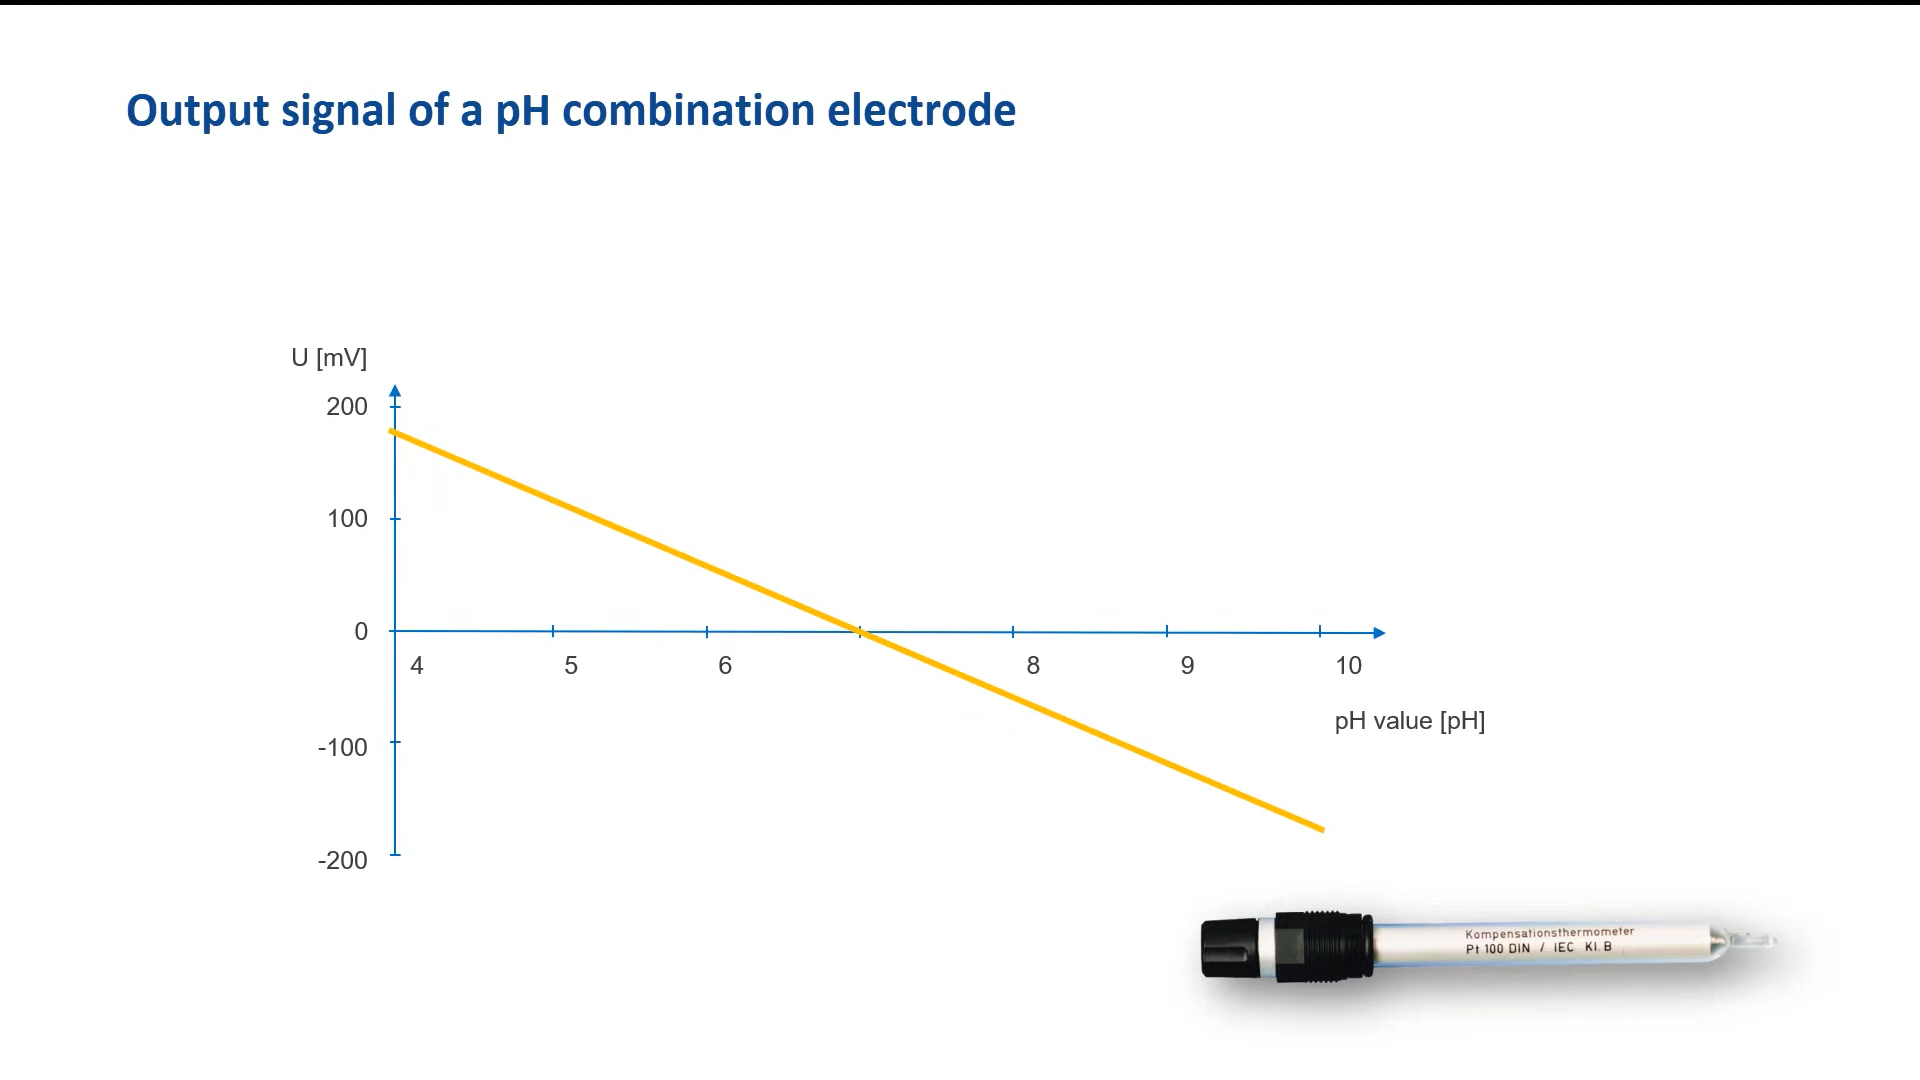 Output signal of a pH combination electrode
U [mV]
200
100
0
4 5 6 8 9 10
pH value [pH]
-100
-200
Kompensationsthermometer
Pt 100 DIN / IEC Kl. B